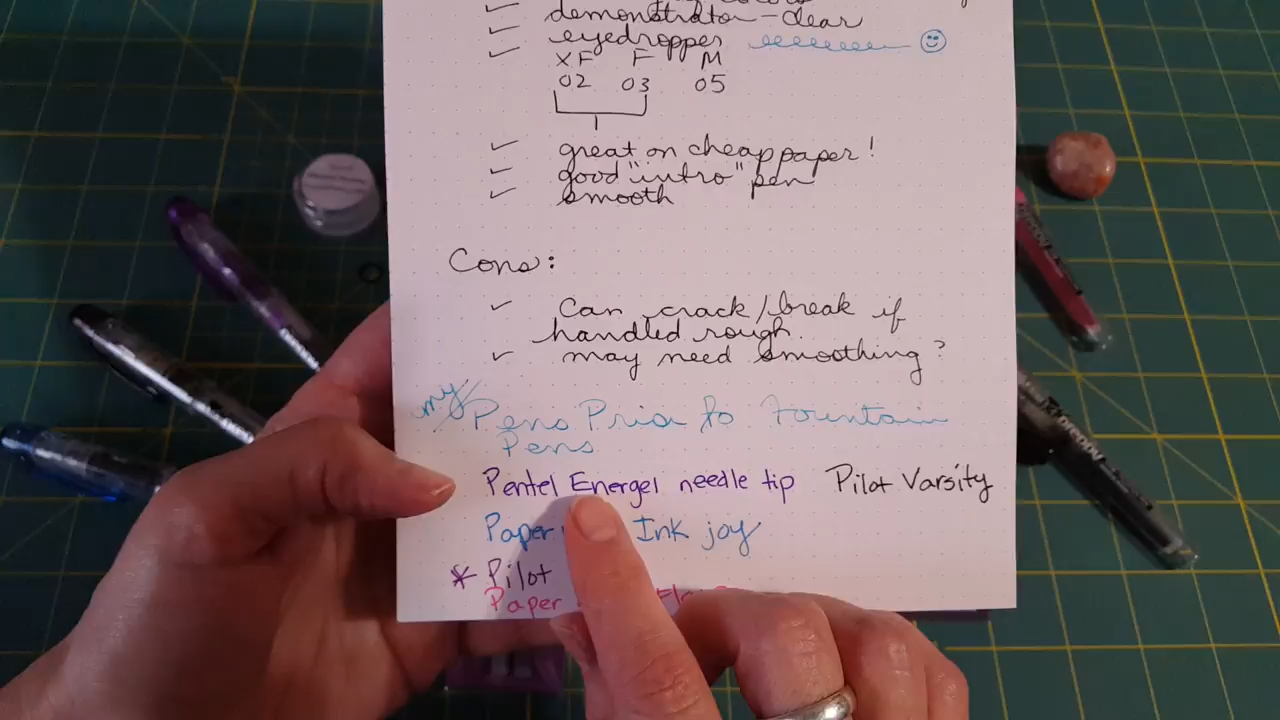 demonstrator - clear
eyedropper
XF F M
02 03 05
great on cheap paper!
good "intro" pen
smooth
Cons:
Can crack/break if
handled rough.
may need smoothing?
my Pens Prior to Fountain
Pens
Pentel Energel needle tip Pilot Varsity
Paper Ink joy
* Pilot
Paper